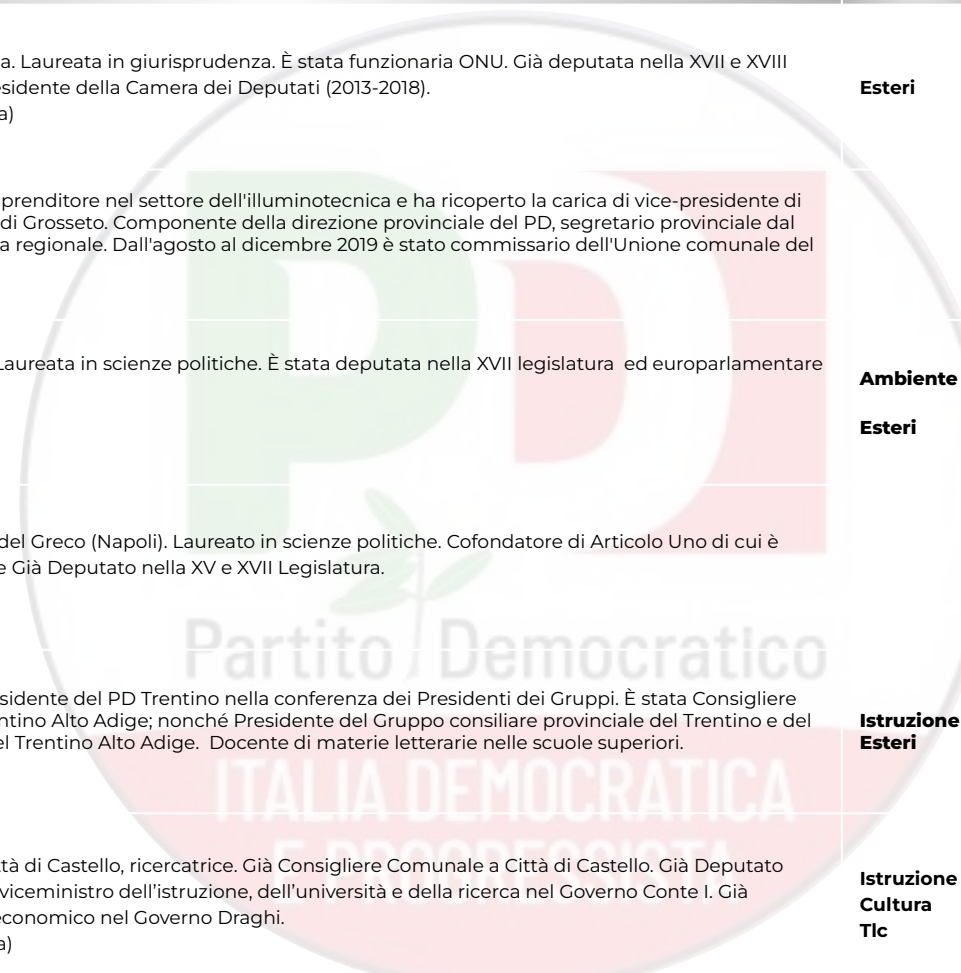 a. Laureata in giurisprudenza. È stata funzionaria ONU. Già deputata nella XVII e XVIII
esidente della Camera dei Deputati (2013-2018).
a)
Esteri
prenditore nel settore dell'illuminotecnica e ha ricoperto la carica di vice-presidente di
di Grosseto. Componente della direzione provinciale del PD, segretario provinciale dal
a regionale. Dall'agosto al dicembre 2019 è stato commissario dell'Unione comunale del
Laureata in scienze politiche. È stata deputata nella XVII legislatura ed europarlamentare
Ambiente
Esteri
del Greco (Napoli). Laureato in scienze politiche. Cofondatore di Articolo Uno di cui è
e Già Deputato nella XV e XVII Legislatura.
sidente del PD Trentino nella conferenza dei Presidenti dei Gruppi. È stata Consigliere
ntino Alto Adige; nonché Presidente del Gruppo consiliare provinciale del Trentino e del
el Trentino Alto Adige. Docente di materie letterarie nelle scuole superiori.
Istruzione
Esteri
ttà di Castello, ricercatrice. Già Consigliere Comunale a Città di Castello. Già Deputato
viceministro dell'istruzione, dell'università e della ricerca nel Governo Conte I. Già
economico nel Governo Draghi.
a)
Istruzione
Cultura
Tlc
PD
Partito Democratico
ITALIA DEMOCRATICA
E PROGRESSISTA